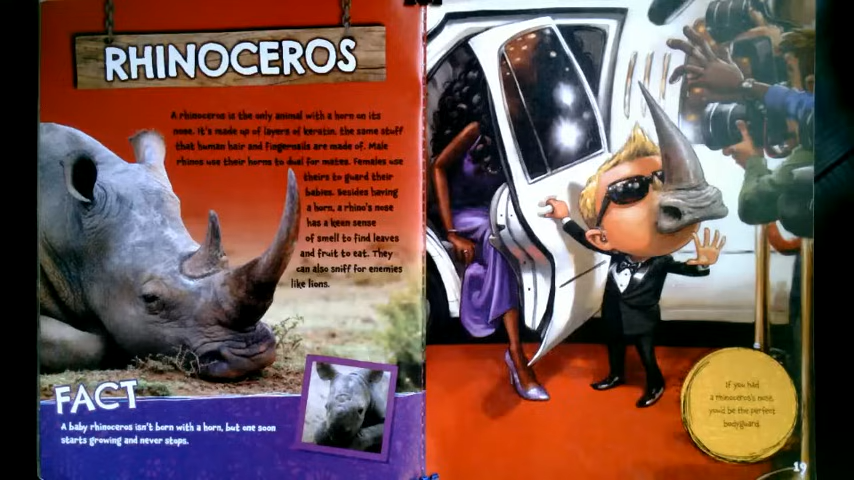 RHINOCEROS
A rhinoceros is the only animal with a horn on its
nose. It's made up of layers of keratin, the same stuff
that human hair and fingernails are made of. Male
rhinos use their horns to dual for mates. Females use
theirs to guard their
babies. Besides having
a horn, a rhino's nose
has a keen sense
of smell to find leaves
and fruit to eat. They
can also sniff for enemies
like lions.
FACT
A baby rhinoceros isn't born with a horn, but one soon
starts growing and never stops.
If you had
a rhinoceros's nose,
you'd be the perfect
bodyguard.
19